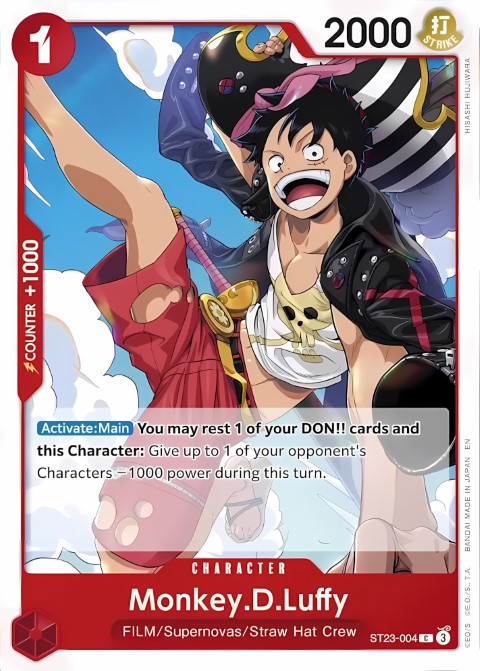 1
2000
打
STRIKE
HISASHI HUJIWARA
COUNTER +1000
Activate:Main You may rest 1 of your DON!! cards and
this Character: Give up to 1 of your opponent's
Characters −1000 power during this turn.
©E.O/S. ©E.O./S., T.A. BANDAI MADE IN JAPAN EN
CHARACTER
Monkey.D.Luffy
FILM/Supernovas/Straw Hat Crew
ST23-004 C 3